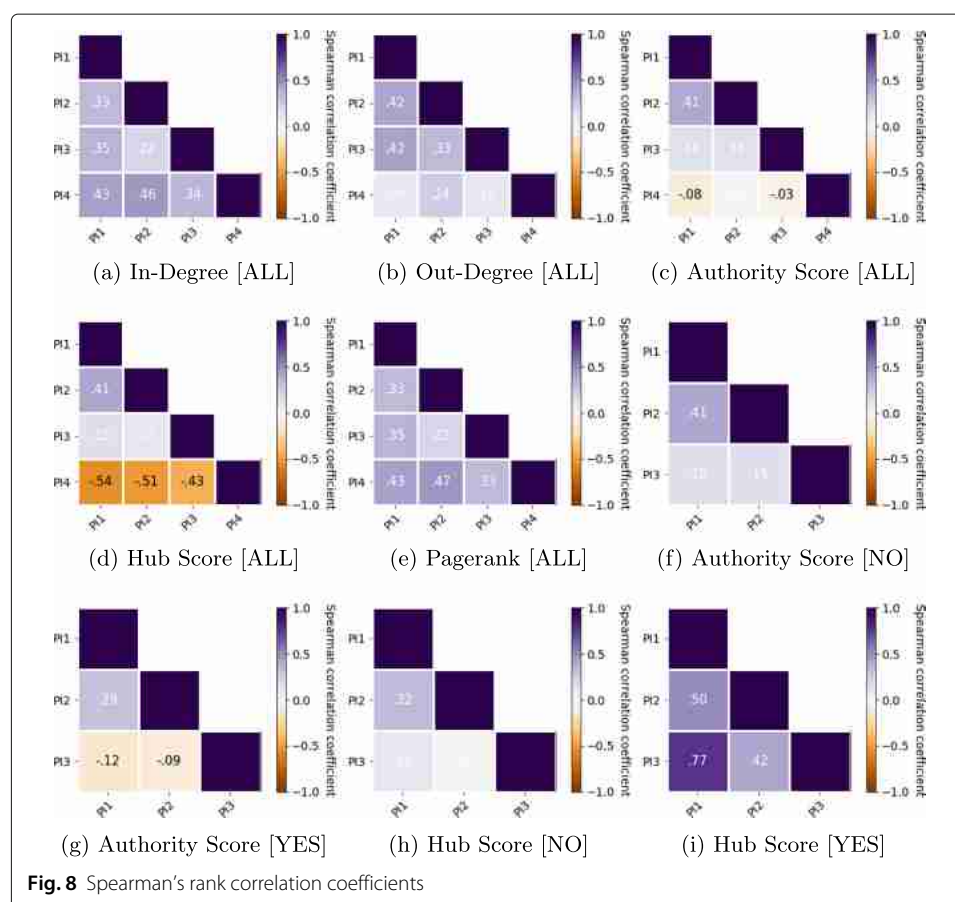 1.0 1.0 1.0
PI1 PI1 PI1
0.5 0.5 0.5
PI2 .33 PI2 .42 PI2 .41
0.0 0.0 0.0
PI3 .35 .22 PI3 .42 .33 PI3
−0.5 −0.5 −0.5
PI4 .43 .46 .34 PI4 .24 PI4 -.08 -.03
−1.0 −1.0 −1.0
PI1 PI2 PI3 PI4 PI1 PI2 PI3 PI4 PI1 PI2 PI3 PI4
Spearman correlation coefficient Spearman correlation coefficient Spearman correlation coefficient
(a) In-Degree [ALL] (b) Out-Degree [ALL] (c) Authority Score [ALL]
1.0 1.0 1.0
PI1 PI1 PI1
0.5 0.5 0.5
PI2 .41 PI2 .33 PI2 .41
0.0 0.0 0.0
PI3 PI3 .35 .22 PI3 .15
−0.5 −0.5 −0.5
PI4 -.54 -.51 -.43 PI4 .43 .47 .33
−1.0 −1.0 −1.0
PI1 PI2 PI3 PI4 PI1 PI2 PI3 PI4 PI1 PI2 PI3
Spearman correlation coefficient Spearman correlation coefficient Spearman correlation coefficient
(d) Hub Score [ALL] (e) Pagerank [ALL] (f) Authority Score [NO]
1.0 1.0 1.0
PI1 PI1 PI1
0.5 0.5 0.5
PI2 .29 PI2 .32 PI2 .50
0.0 0.0 0.0
−0.5 −0.5 −0.5
PI3 -.12 -.09 PI3 PI3 .77 .42
−1.0 −1.0 −1.0
PI1 PI2 PI3 PI1 PI2 PI3 PI1 PI2 PI3
Spearman correlation coefficient Spearman correlation coefficient Spearman correlation coefficient
(g) Authority Score [YES] (h) Hub Score [NO] (i) Hub Score [YES]
Fig. 8 Spearman's rank correlation coefficients